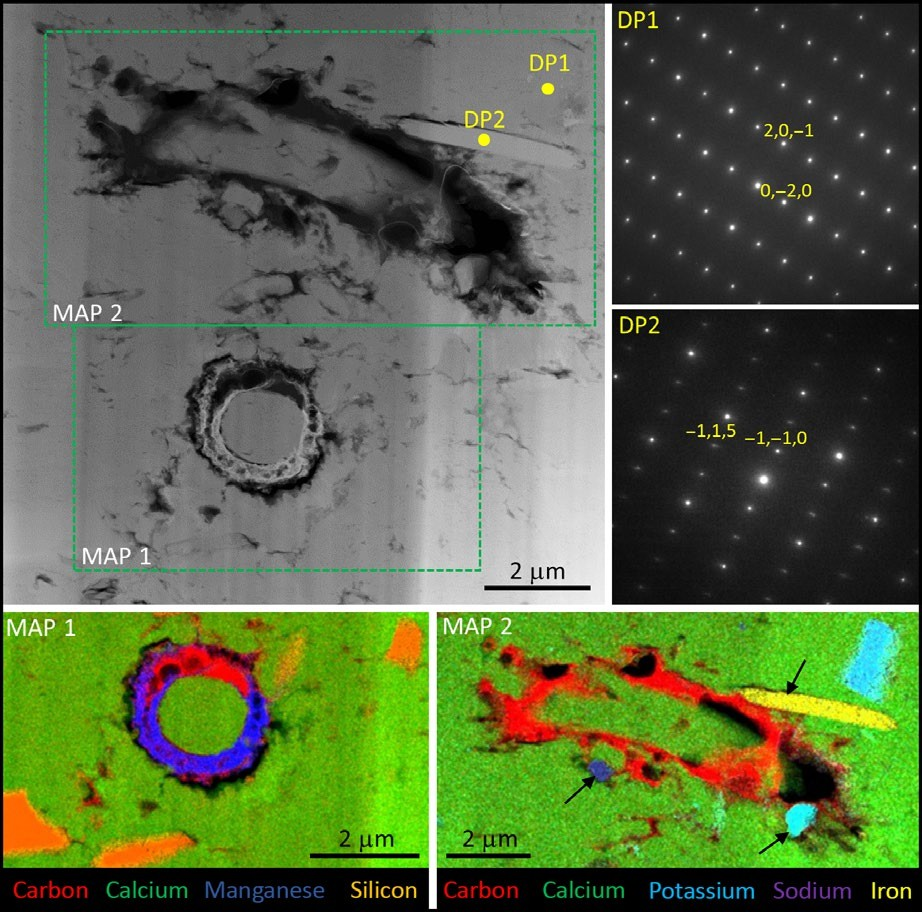 DP1
DP2
MAP 2
MAP 1
2 μm
DP1
2,0,–1
0,–2,0
DP2
–1,1,5
–1,–1,0
MAP 1
2 μm
Carbon Calcium Manganese Silicon
MAP 2
2 μm
Carbon Calcium Potassium Sodium Iron